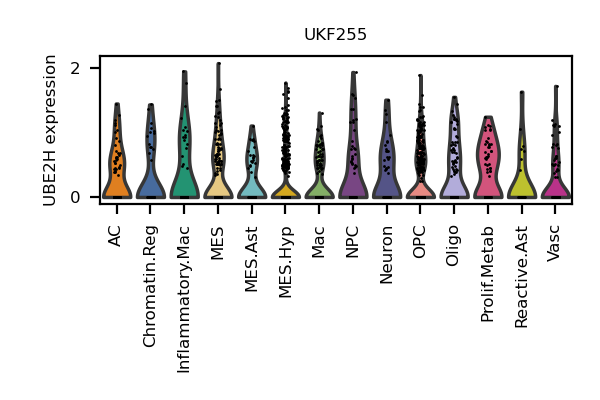 UKF255
UBE2H expression
2
0
AC
Chromatin.Reg
Inflammatory.Mac
MES
MES.Ast
MES.Hyp
Mac
NPC
Neuron
OPC
Oligo
Prolif.Metab
Reactive.Ast
Vasc